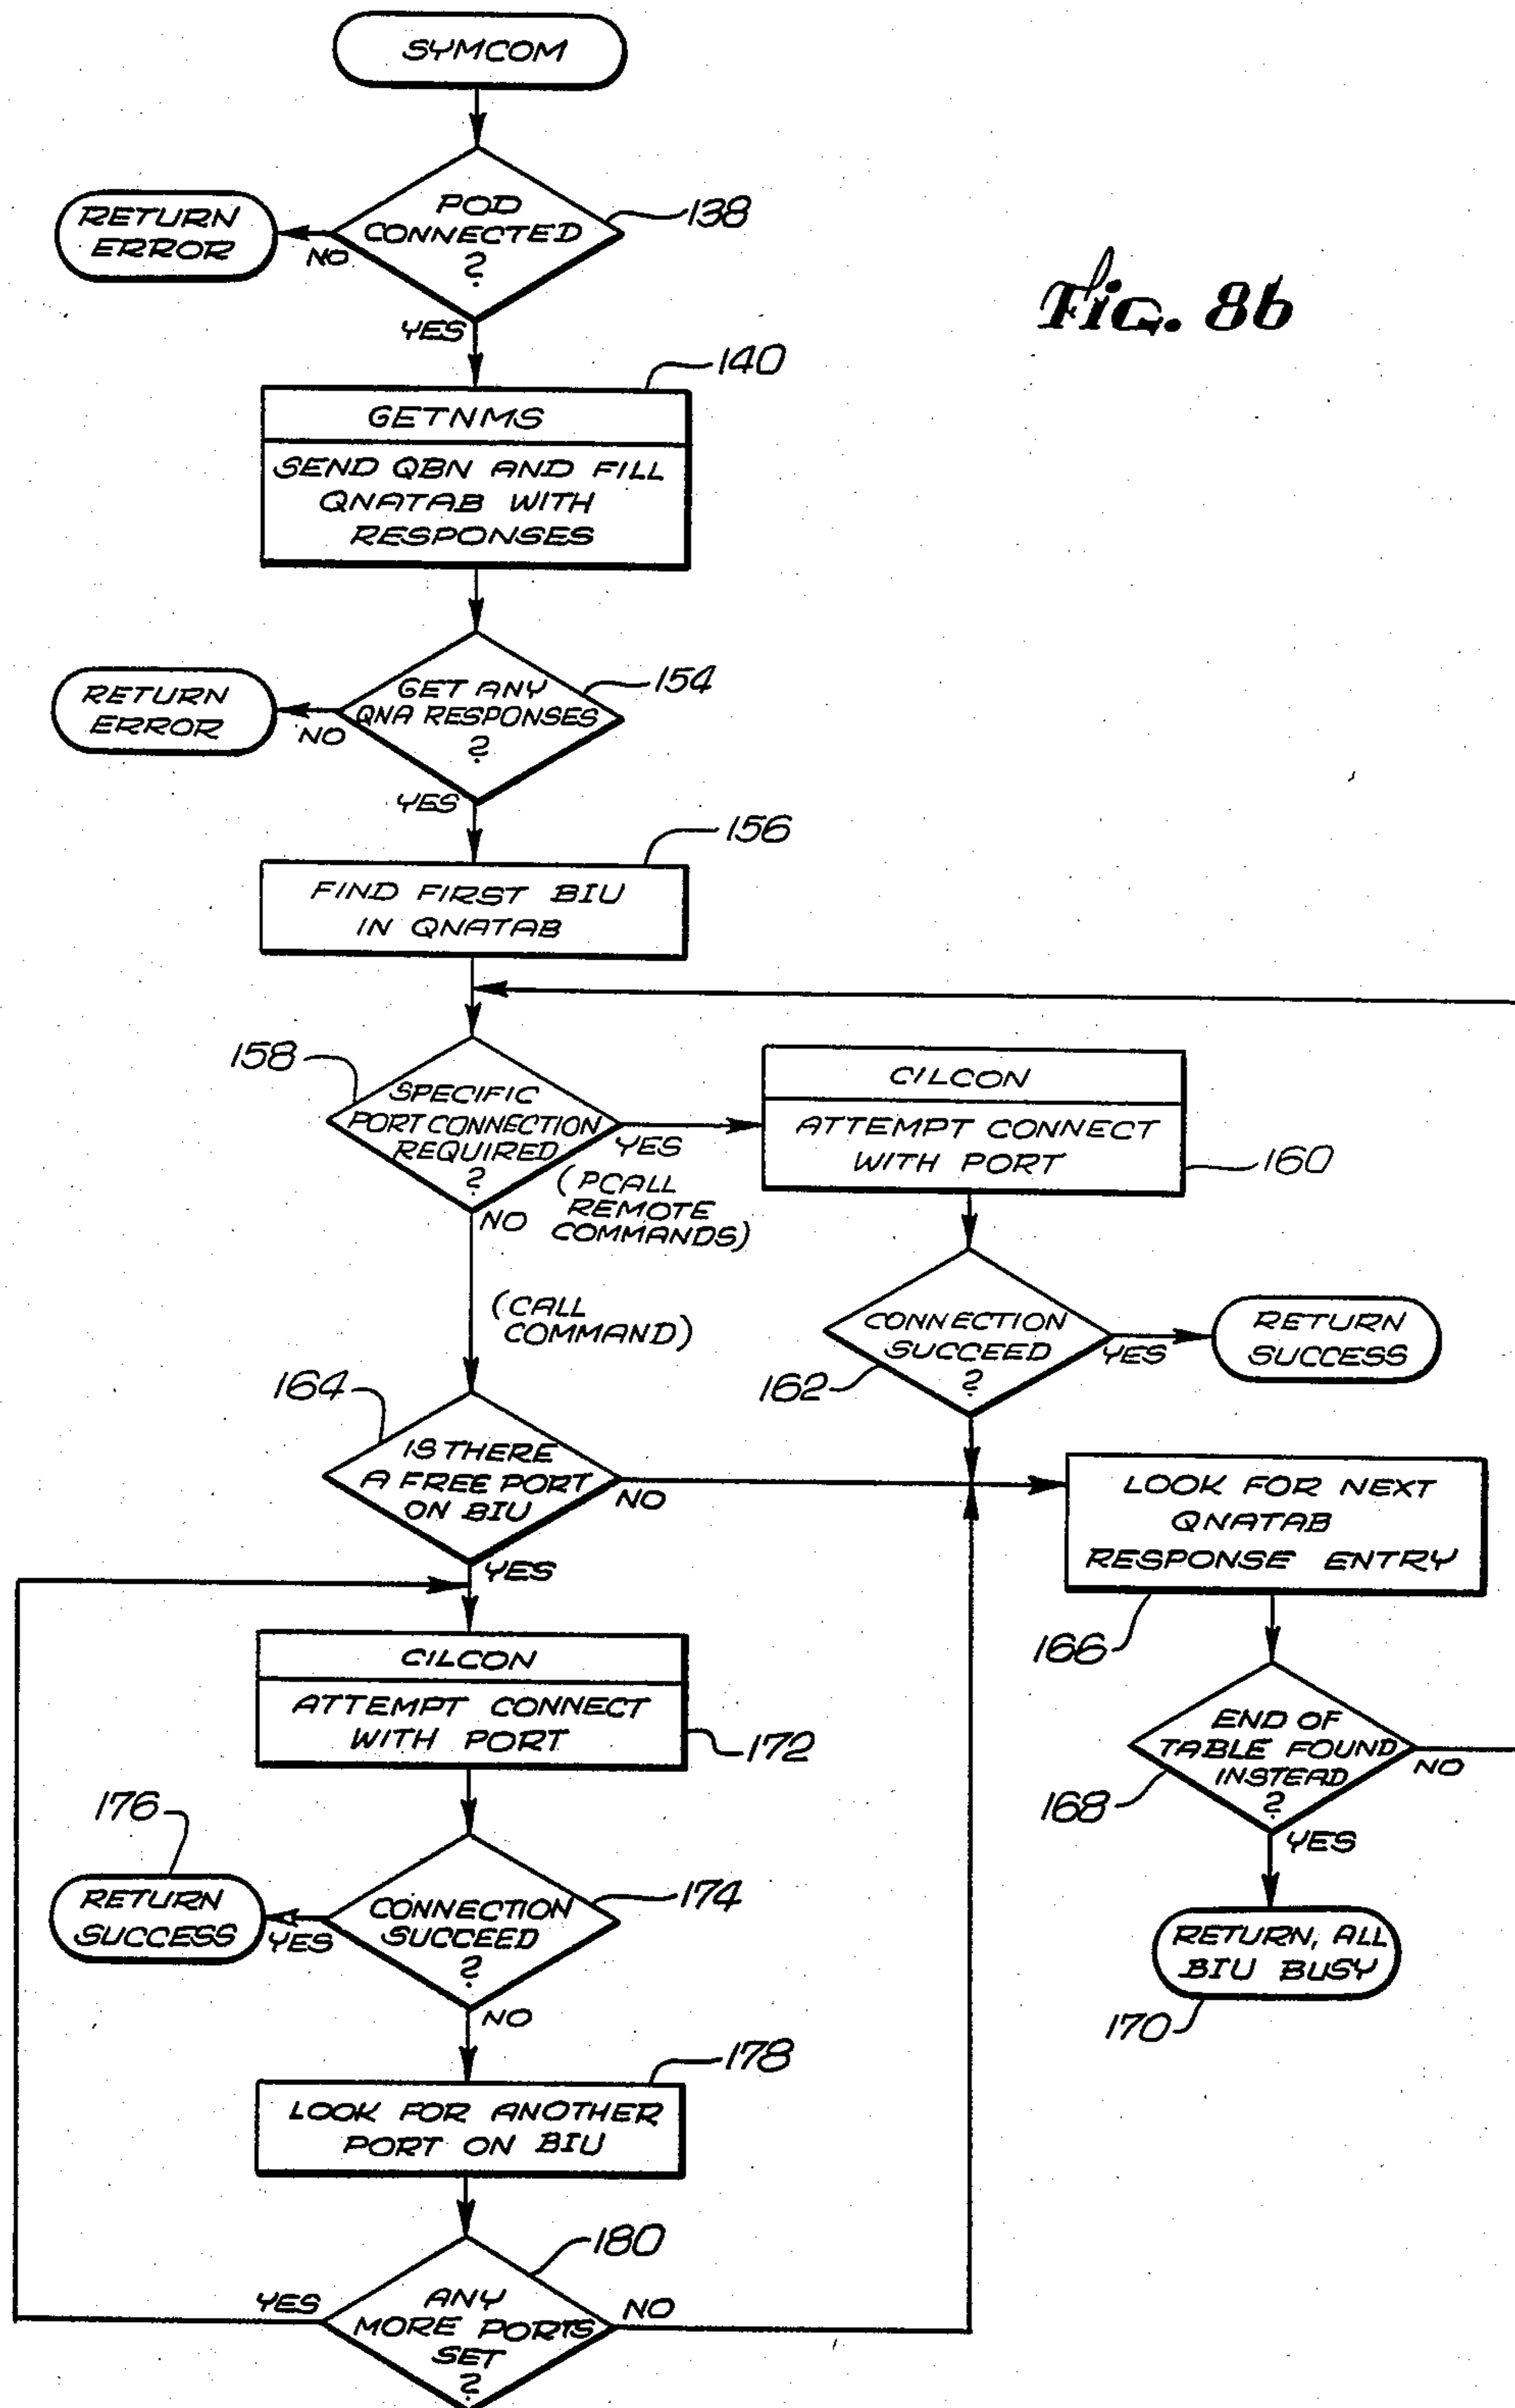 SYMCOM
POD
CONNECTED
?
138
RETURN
ERROR
NO
YES
Fig. 8b
140
GETNMS
SEND QBN AND FILL
QNATAB WITH
RESPONSES
GET ANY
QNA RESPONSES
?
154
RETURN
ERROR
NO
YES
156
FIND FIRST BIU
IN QNATAB
158
SPECIFIC
PORT CONNECTION
REQUIRED
?
YES
(PCALL
REMOTE
COMMANDS)
NO
CILCON
ATTEMPT CONNECT
WITH PORT
160
(CALL
COMMAND)
CONNECTION
SUCCEED
?
162
YES
RETURN
SUCCESS
164
IS THERE
A FREE PORT
ON BIU
NO
YES
LOOK FOR NEXT
QNATAB
RESPONSE ENTRY
166
CILCON
ATTEMPT CONNECT
WITH PORT
172
END OF
TABLE FOUND
INSTEAD
?
168
NO
YES
176
RETURN
SUCCESS
YES
CONNECTION
SUCCEED
?
174
NO
RETURN, ALL
BIU BUSY
170
178
LOOK FOR ANOTHER
PORT ON BIU
180
ANY
MORE PORTS
SET
?
YES
NO